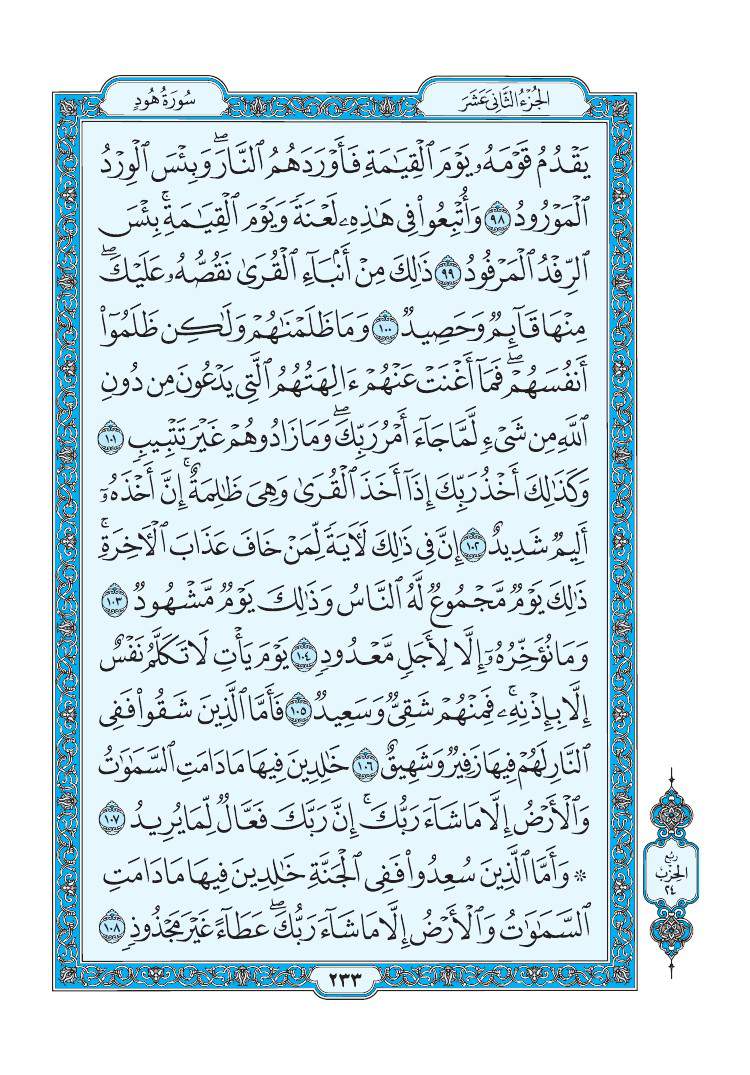 الجُزْءُ الثَّانِي عَشَرَ
سُورَةُ هُودٍ
يَقْدُمُ قَوْمَهُۥ يَوْمَ ٱلْقِيَٰمَةِ فَأَوْرَدَهُمُ ٱلنَّارَۖ وَبِئْسَ ٱلْوِرْدُ
ٱلْمَوْرُودُ ٩٨ وَأُتْبِعُوا۟ فِى هَٰذِهِۦ لَعْنَةً وَيَوْمَ ٱلْقِيَٰمَةِۚ بِئْسَ
ٱلرِّفْدُ ٱلْمَرْفُودُ ٩٩ ذَٰلِكَ مِنْ أَنۢبَآءِ ٱلْقُرَىٰ نَقُصُّهُۥ عَلَيْكَۖ
مِنْهَا قَآئِمٌ وَحَصِيدٌ ١٠٠ وَمَا ظَلَمْنَٰهُمْ وَلَٰكِن ظَلَمُوٓا۟
أَنفُسَهُمْۖ فَمَآ أَغْنَتْ عَنْهُمْ ءَالِهَتُهُمُ ٱلَّتِى يَدْعُونَ مِن دُونِ
ٱللَّهِ مِن شَىْءٍ لَّمَّا جَآءَ أَمْرُ رَبِّكَۖ وَمَا زَادُوهُمْ غَيْرَ تَتْبِيبٍ ١٠١
وَكَذَٰلِكَ أَخْذُ رَبِّكَ إِذَآ أَخَذَ ٱلْقُرَىٰ وَهِىَ ظَٰلِمَةٌۚ إِنَّ أَخْذَهُۥٓ
أَلِيمٌ شَدِيدٌ ١٠٢ إِنَّ فِى ذَٰلِكَ لَـَٔايَةً لِّمَنْ خَافَ عَذَابَ ٱلْـَٔاخِرَةِۚ
ذَٰلِكَ يَوْمٌ مَّجْمُوعٌ لَّهُ ٱلنَّاسُ وَذَٰلِكَ يَوْمٌ مَّشْهُودٌ ١٠٣
وَمَا نُؤَخِّرُهُۥٓ إِلَّا لِأَجَلٍ مَّعْدُودٍ ١٠٤ يَوْمَ يَأْتِ لَا تَكَلَّمُ نَفْسٌ
إِلَّا بِإِذْنِهِۦۚ فَمِنْهُمْ شَقِىٌّ وَسَعِيدٌ ١٠٥ فَأَمَّا ٱلَّذِينَ شَقُوا۟ فَفِى
ٱلنَّارِ لَهُمْ فِيهَا زَفِيرٌ وَشَهِيقٌ ١٠٦ خَٰلِدِينَ فِيهَا مَا دَامَتِ ٱلسَّمَٰوَٰتُ
وَٱلْأَرْضُ إِلَّا مَا شَآءَ رَبُّكَۚ إِنَّ رَبَّكَ فَعَّالٌ لِّمَا يُرِيدُ ١٠٧
۞ وَأَمَّا ٱلَّذِينَ سُعِدُوا۟ فَفِى ٱلْجَنَّةِ خَٰلِدِينَ فِيهَا مَا دَامَتِ
ٱلسَّمَٰوَٰتُ وَٱلْأَرْضُ إِلَّا مَا شَآءَ رَبُّكَۖ عَطَآءً غَيْرَ مَجْذُوذٍ ١٠٨
ربع
الحزب
٢٤
٢٣٣